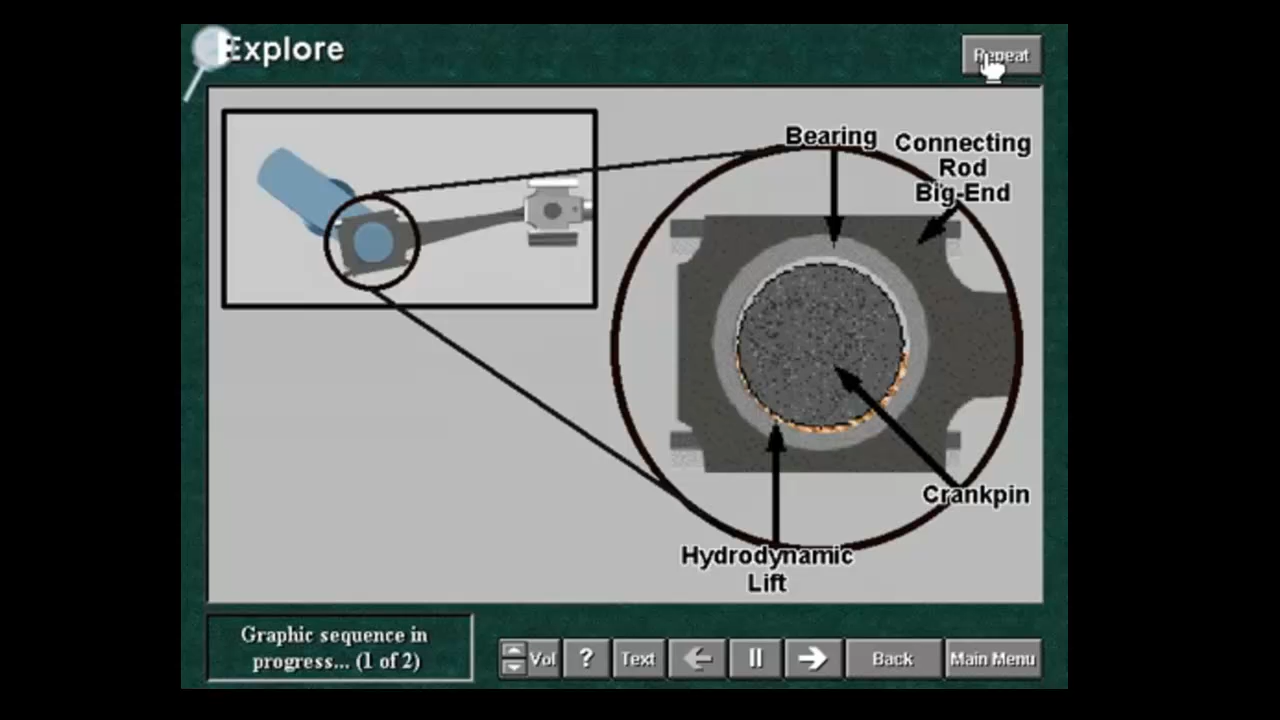 Explore
Repeat
Bearing
Connecting
Rod
Big-End
Crankpin
Hydrodynamic
Lift
Graphic sequence in
progress... (1 of 2)
Vol
?
Text
Back
Main Menu